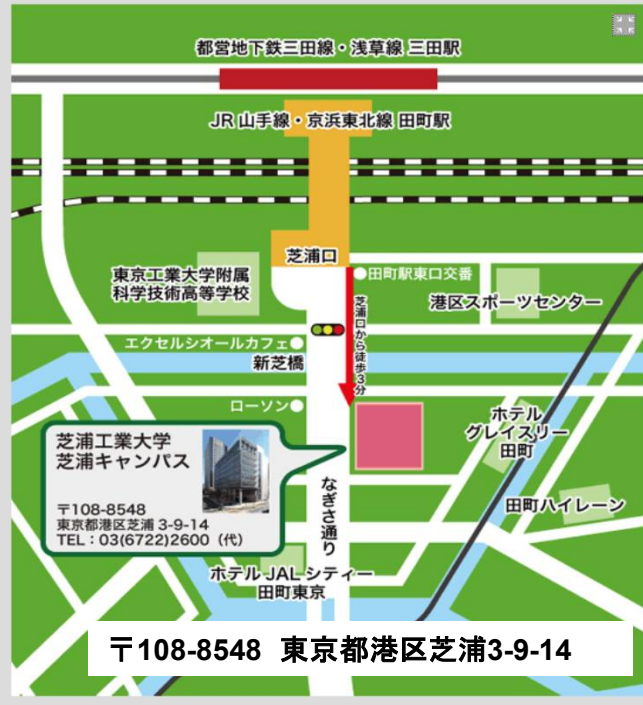 都営地下鉄三田線・浅草線 三田駅
JR 山手線・京浜東北線 田町駅
芝浦口
東京工業大学附属
科学技術高等学校
田町駅東口交番
港区スポーツセンター
芝浦口から徒歩3分
エクセルシオールカフェ
新芝橋
ローソン
ホテル
グレイスリー
田町
芝浦工業大学
芝浦キャンパス
〒108-8548
東京都港区芝浦 3-9-14
TEL：03(6722)2600（代）
なぎさ通り
田町ハイレーン
ホテル JAL シティー
田町東京
〒108-8548 東京都港区芝浦3-9-14